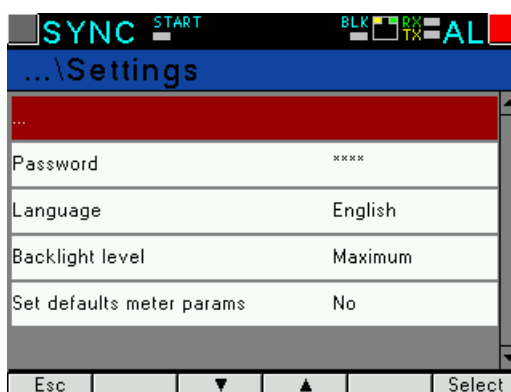 SYNC START BLK RX TX AL
...\Settings
...
Password ****
Language English
Backlight level Maximum
Set defaults meter params No
Esc ▼ ▲ Select